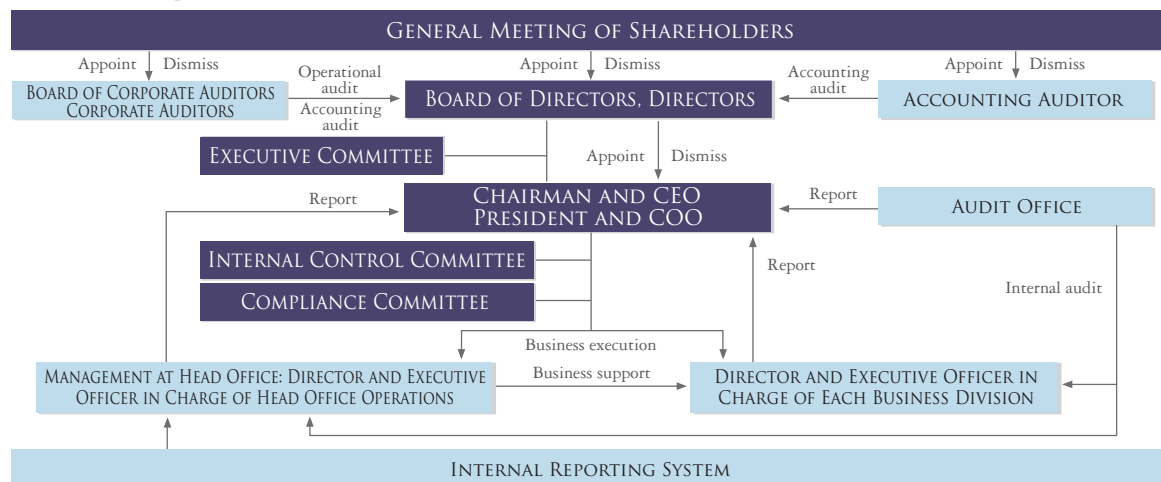 GENERAL MEETING OF SHAREHOLDERS
Appoint Dismiss
Appoint Dismiss
Appoint Dismiss
BOARD OF CORPORATE AUDITORS
CORPORATE AUDITORS
Operational
audit
Accounting
audit
BOARD OF DIRECTORS, DIRECTORS
Accounting
audit
ACCOUNTING AUDITOR
EXECUTIVE COMMITTEE
Appoint Dismiss
Report
CHAIRMAN AND CEO
PRESIDENT AND COO
Report
AUDIT OFFICE
INTERNAL CONTROL COMMITTEE
Report
COMPLIANCE COMMITTEE
Internal audit
Business execution
MANAGEMENT AT HEAD OFFICE: DIRECTOR AND EXECUTIVE
OFFICER IN CHARGE OF HEAD OFFICE OPERATIONS
Business support
DIRECTOR AND EXECUTIVE OFFICER IN
CHARGE OF EACH BUSINESS DIVISION
INTERNAL REPORTING SYSTEM